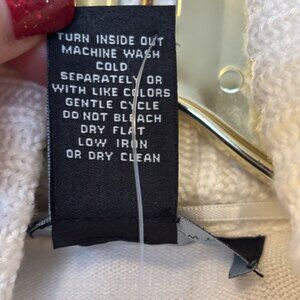 TURN INSIDE OUT
MACHINE WASH
COLD
SEPARATELY OR
WITH LIKE COLORS
GENTLE CYCLE
DO NOT BLEACH
DRY FLAT
LOW IRON
OR DRY CLEAN